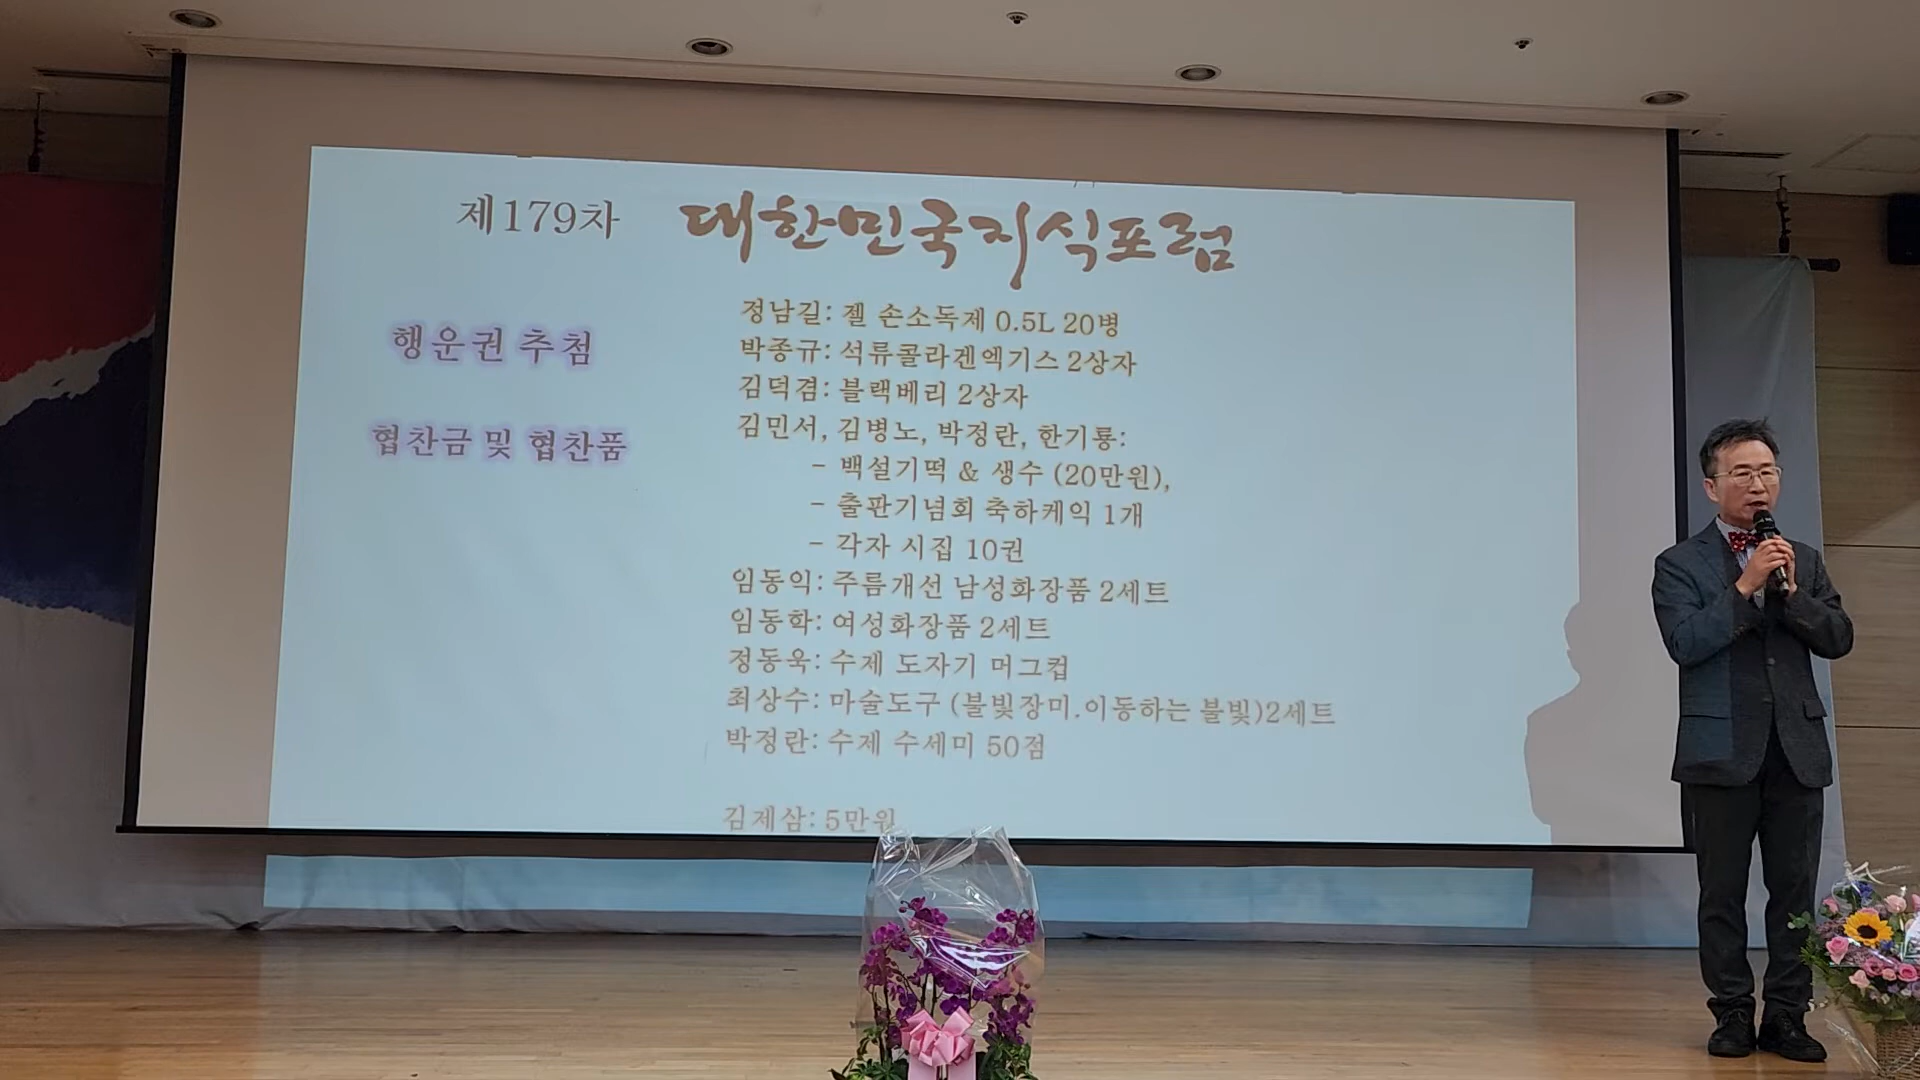 제179차 대한민국지식포럼
행운권 추첨
협찬금 및 협찬품
정남길: 젤 손소독제 0.5L 20병
박종규: 석류콜라겐엑기스 2상자
김덕겸: 블랙베리 2상자
김민서, 김병노, 박정란, 한기룡:
- 백설기떡 & 생수 (20만원),
- 출판기념회 축하케익 1개
- 각자 시집 10권
임동익: 주름개선 남성화장품 2세트
임동학: 여성화장품 2세트
정동욱: 수제 도자기 머그컵
최상수: 마술도구 (불빛장미.이동하는 불빛)2세트
박정란: 수제 수세미 50점
김제삼: 5만원